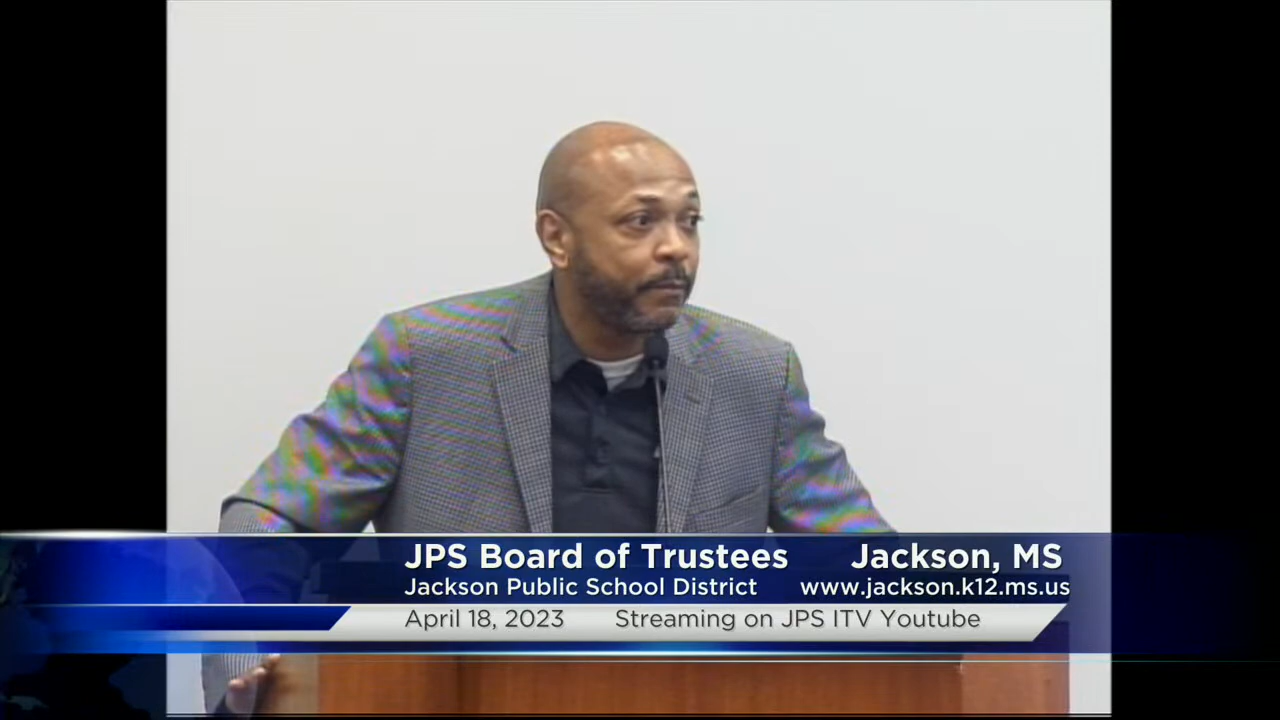 JPS Board of Trustees Jackson, MS
Jackson Public School District www.jackson.k12.ms.us
April 18, 2023 Streaming on JPS ITV Youtube